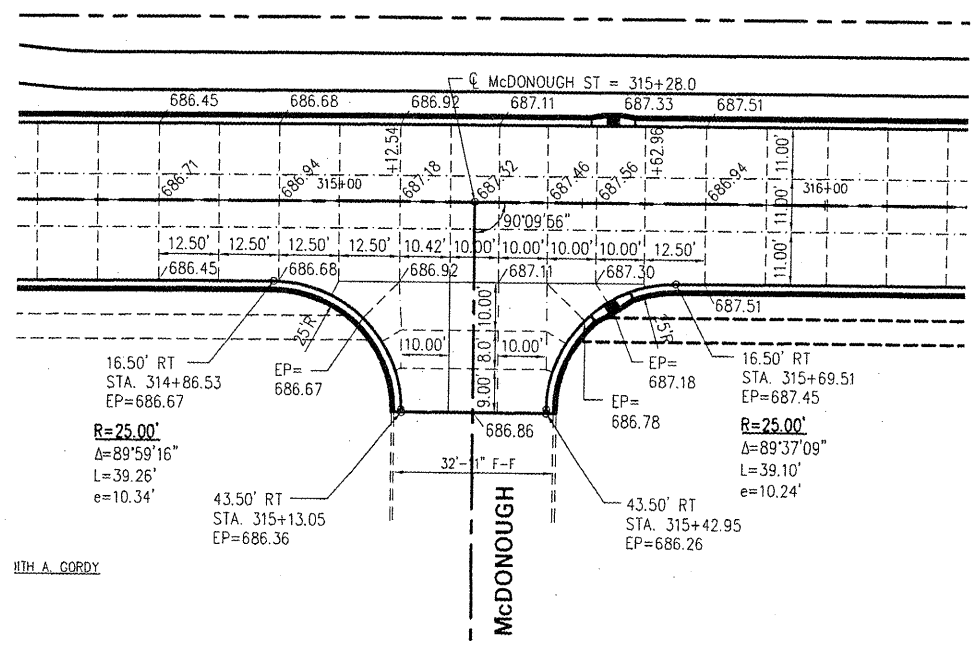 ℄ McDONOUGH ST = 315+28.0
686.45 686.68 686.92 687.11 687.33 687.51
+12.54 +62.96 11.00'
686.71 686.94 687.18 687.32 687.46 687.56 686.94
315+00 316+00
11.00'
90°09'56"
12.50' 12.50' 12.50' 12.50' 10.42' 10.00' 10.00' 10.00' 10.00' 12.50' 11.00'
686.45 686.68 686.92 687.11 687.30
687.51
10.00'
25'R
10.00' 8.0' 10.00'
9.00'
16.50' RT
STA. 314+86.53
EP=686.67
R=25.00'
Δ=89°59'16"
L=39.26'
e=10.34'
EP=
686.67
EP=
687.18
EP=
686.78
16.50' RT
STA. 315+69.51
EP=687.45
R=25.00'
Δ=89°37'09"
L=39.10'
e=10.24'
686.86
32'-11" F-F
43.50' RT
STA. 315+13.05
EP=686.36
43.50' RT
STA. 315+42.95
EP=686.26
McDONOUGH
ITH A. GORDY